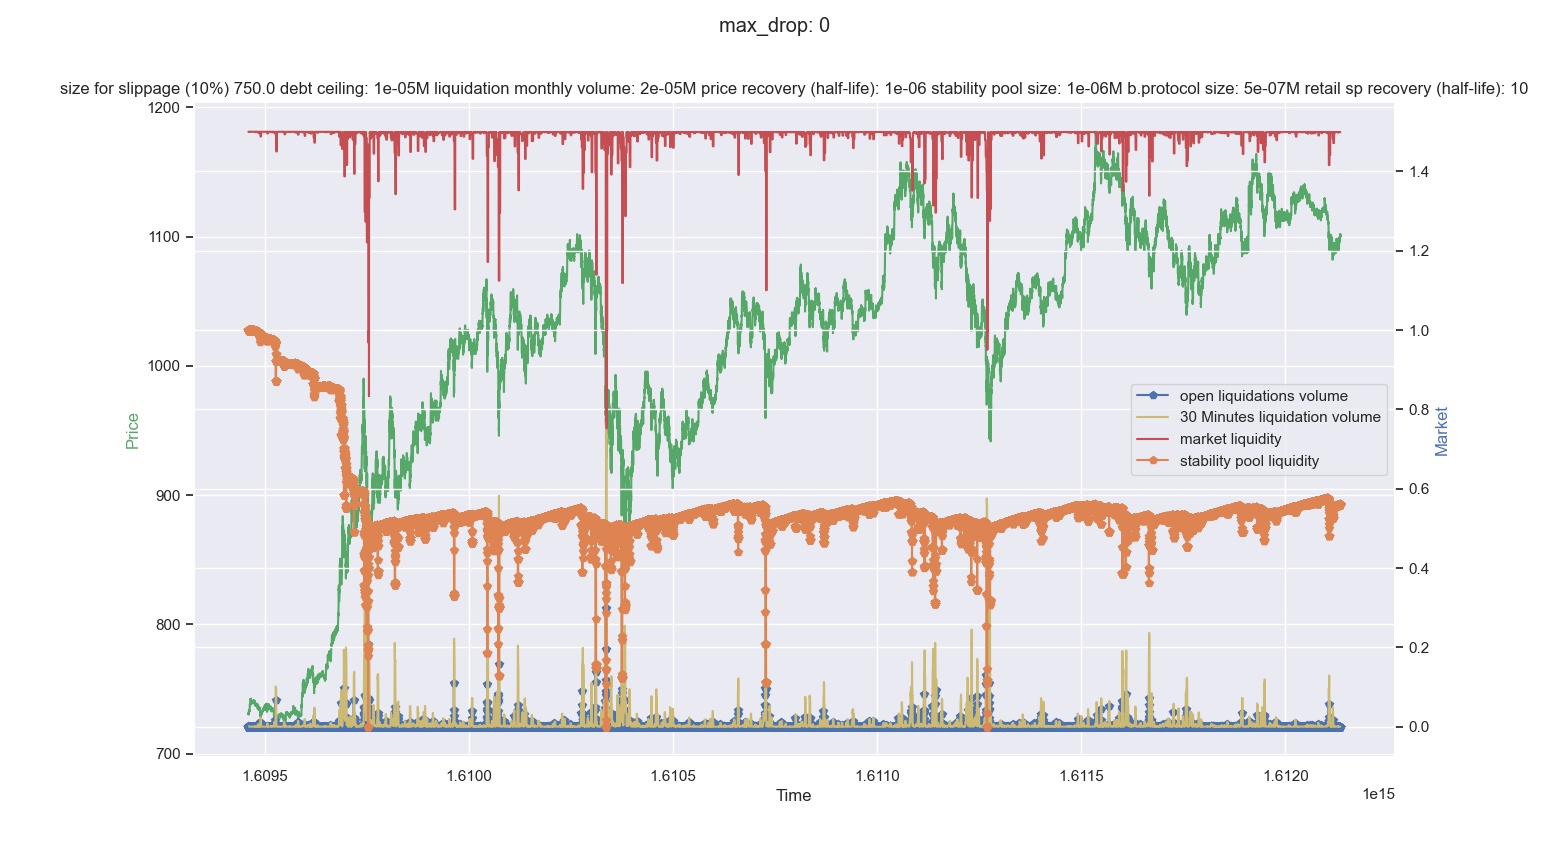 max_drop: 0
size for slippage (10%) 750.0 debt ceiling: 1e-05M liquidation monthly volume: 2e-05M price recovery (half-life): 1e-06 stability pool size: 1e-06M b.protocol size: 5e-07M retail sp recovery (half-life): 10
1200
1100
1000
900
800
700
Price
1.4
1.2
1.0
0.8
0.6
0.4
0.2
0.0
Market
open liquidations volume
30 Minutes liquidation volume
market liquidity
stability pool liquidity
1.6095 1.6100 1.6105 1.6110 1.6115 1.6120
Time
1e15